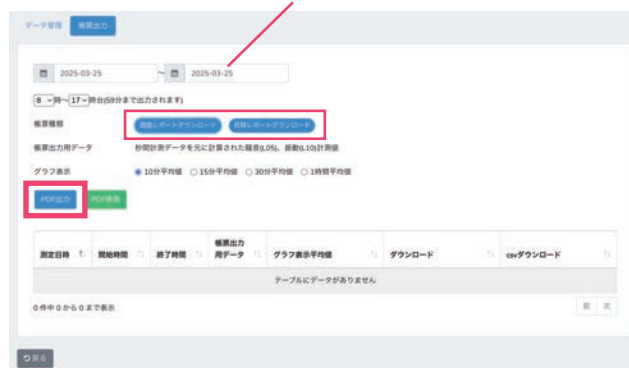 データ管理 帳票出力
2025-03-25 ~ 2025-03-25
8 時~ 17 時台(59分まで出力されます)
帳票種類 週間レポートダウンロード 月間レポートダウンロード
帳票出力用データ 秒間計測データを元に計算された騒音(L05)、振動(L10)計測値
グラフ表示 10分平均値 15分平均値 30分平均値 1時間平均値
PDF出力 PDF検索
測定日時 開始時間 終了時間 帳票出力用データ グラフ表示平均値 ダウンロード csvダウンロード
テーブルにデータがありません
0 件中 0 から 0 まで表示 前 次
戻る